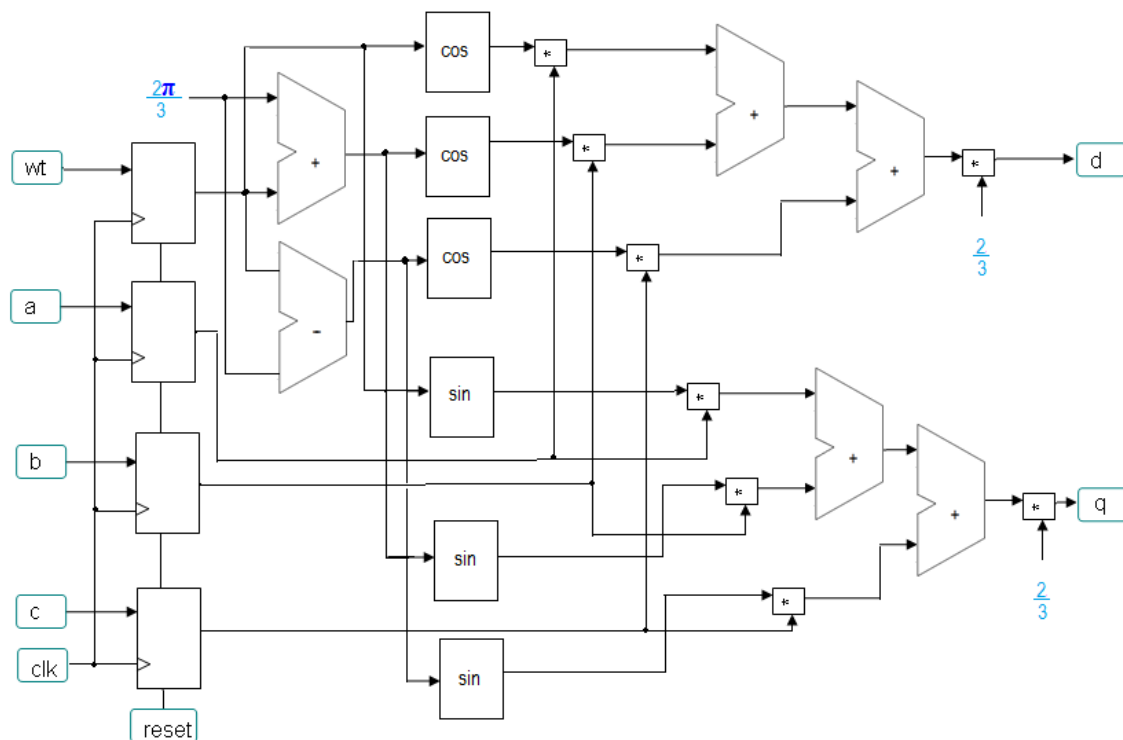 cos
*
2π
3
+
+
wt
cos
*
+
*
d
cos
*
2
3
a
-
sin
*
+
b
*
+
*
q
sin
2
3
c
*
clk
sin
reset